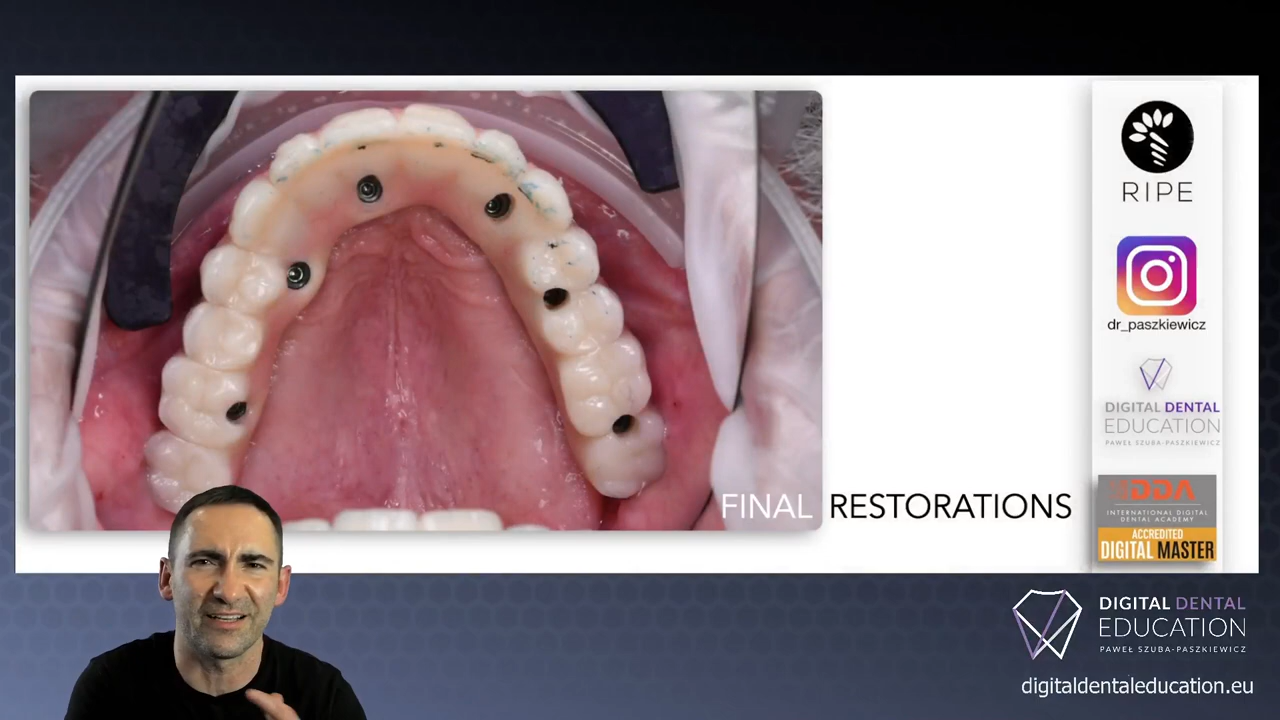 FINAL RESTORATIONS
RIPE
dr_paszkiewicz
DIGITAL DENTAL
EDUCATION
PAWEŁ SZUBA-PASZKIEWICZ
IDDA
INTERNATIONAL DIGITAL
DENTAL ACADEMY
ACCREDITED
DIGITAL MASTER
DIGITAL DENTAL
EDUCATION
PAWEŁ SZUBA-PASZKIEWICZ
digitaldentaleducation.eu